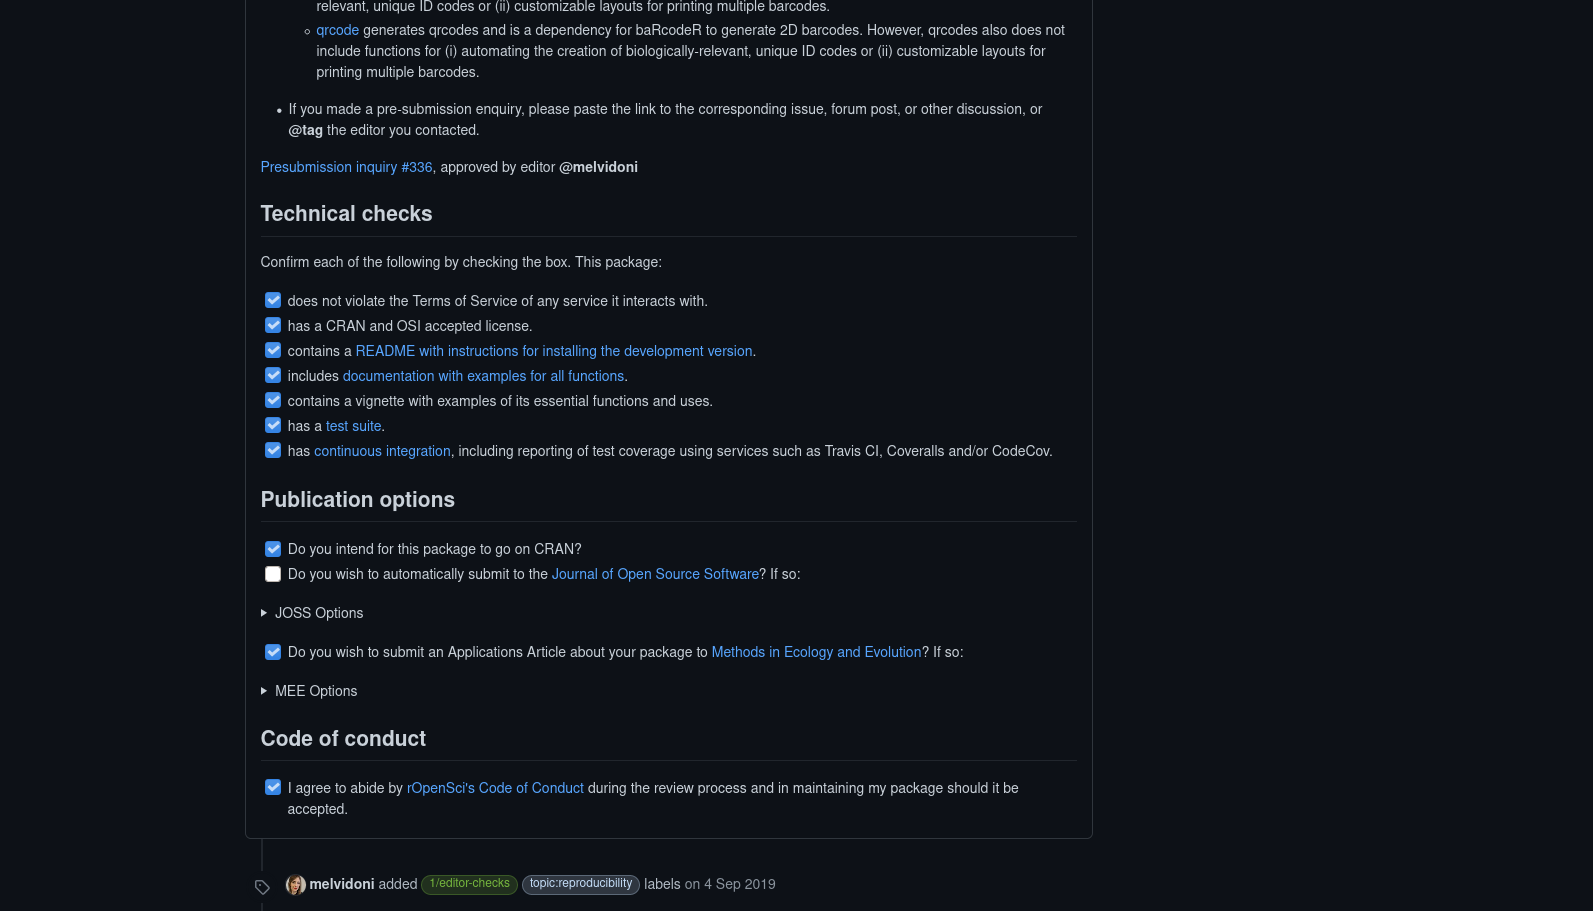 relevant, unique ID codes or (ii) customizable layouts for printing multiple barcodes.
qrcode generates qrcodes and is a dependency for baRcodeR to generate 2D barcodes. However, qrcodes also does not
include functions for (i) automating the creation of biologically-relevant, unique ID codes or (ii) customizable layouts for
printing multiple barcodes.
If you made a pre-submission enquiry, please paste the link to the corresponding issue, forum post, or other discussion, or
@tag the editor you contacted.
Presubmission inquiry #336, approved by editor @melvidoni
Technical checks
Confirm each of the following by checking the box. This package:
does not violate the Terms of Service of any service it interacts with.
has a CRAN and OSI accepted license.
contains a README with instructions for installing the development version.
includes documentation with examples for all functions.
contains a vignette with examples of its essential functions and uses.
has a test suite.
has continuous integration, including reporting of test coverage using services such as Travis CI, Coveralls and/or CodeCov.
Publication options
Do you intend for this package to go on CRAN?
Do you wish to automatically submit to the Journal of Open Source Software? If so:
JOSS Options
Do you wish to submit an Applications Article about your package to Methods in Ecology and Evolution? If so:
MEE Options
Code of conduct
I agree to abide by rOpenSci's Code of Conduct during the review process and in maintaining my package should it be
accepted.
melvidoni added 1/editor-checks topic:reproducibility labels on 4 Sep 2019